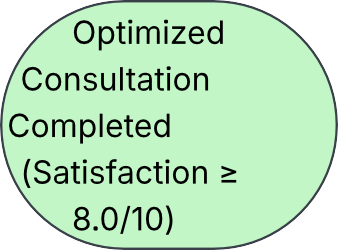 Optimized
Consultation
Completed
(Satisfaction ≥
8.0/10)